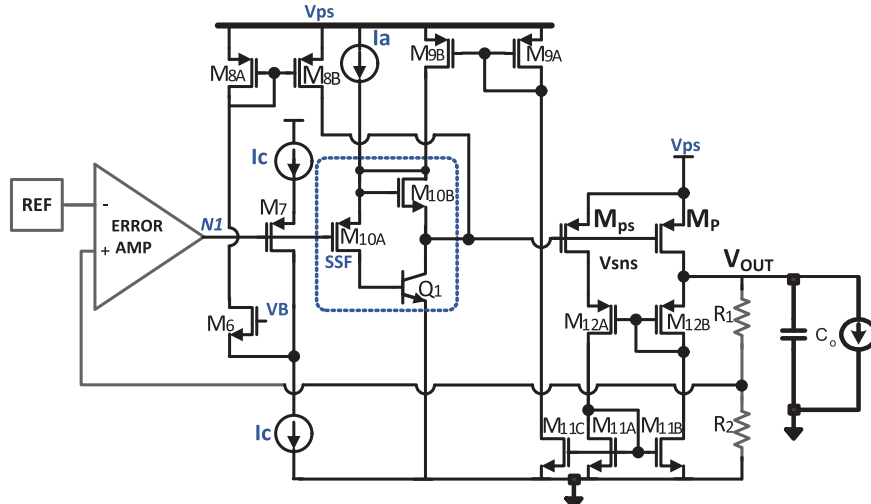 Vps
Ia
M9B
M9A
M8A
M8B
Ic
Vps
REF
-
ERROR
AMP
+
N1
M7
M10B
M10A
SSF
Q1
Mps
MP
Vsns
VOUT
M6
VB
M12A
M12B
R1
Co
Ic
M11C
M11A
M11B
R2